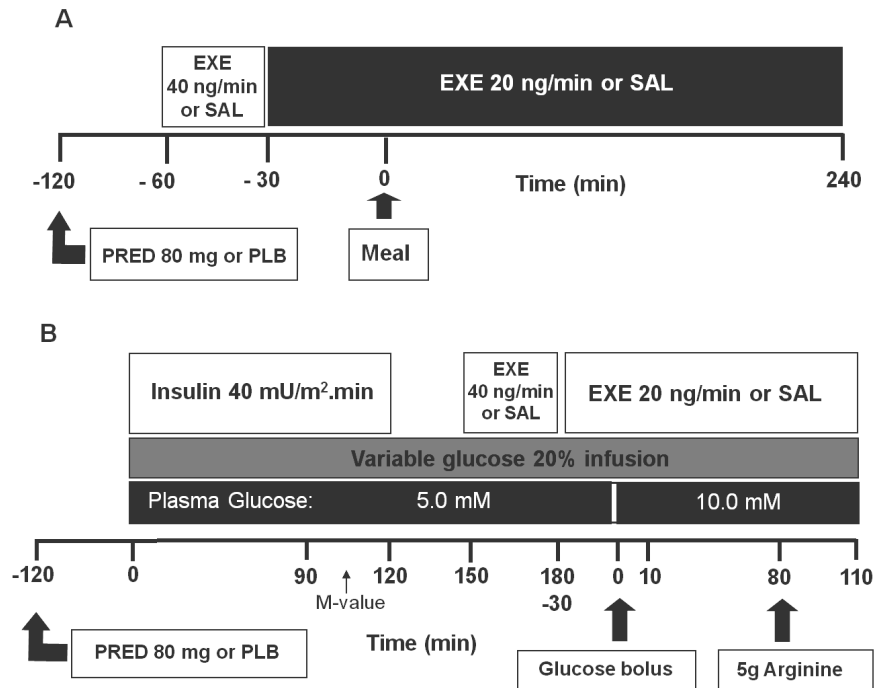 A
EXE
40 ng/min
or SAL
EXE 20 ng/min or SAL
-120
- 60
- 30
0
Time (min)
240
PRED 80 mg or PLB
Meal
B
Insulin 40 mU/m².min
EXE
40 ng/min
or SAL
EXE 20 ng/min or SAL
Variable glucose 20% infusion
Plasma Glucose: 5.0 mM 10.0 mM
-120 0 90 120 150 180 0 10 80 110
M-value
-30
Time (min)
PRED 80 mg or PLB
Glucose bolus
5g Arginine